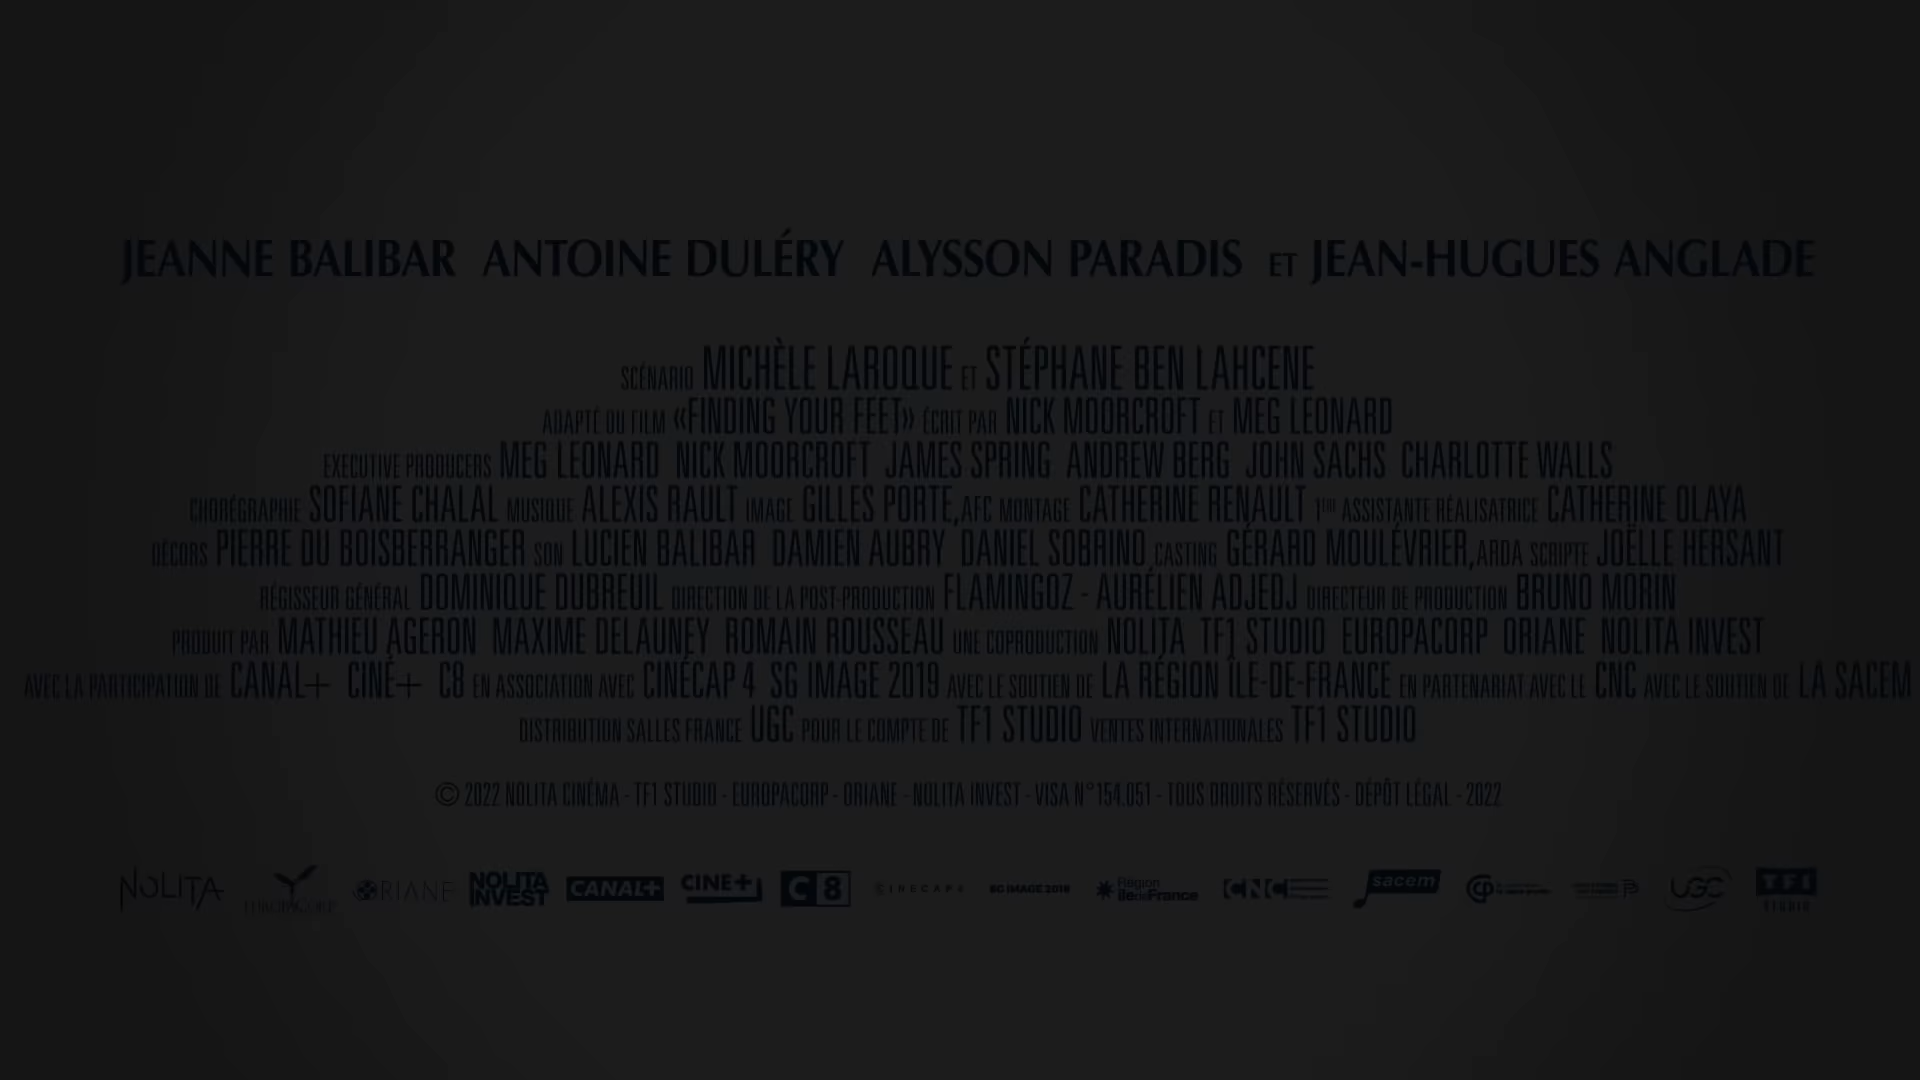 JEANNE BALIBAR ANTOINE DULÉRY ALYSSON PARADIS ET JEAN-HUGUES ANGLADE
SCÉNARIO MICHÈLE LAROQUE ET STÉPHANE BEN LAHCENE
ADAPTÉ DU FILM «FINDING YOUR FEET» ÉCRIT PAR NICK MOORCROFT ET MEG LEONARD
EXECUTIVE PRODUCERS MEG LEONARD NICK MOORCROFT JAMES SPRING ANDREW BERG JOHN SACHS CHARLOTTE WALLS
CHORÉGRAPHIE SOFIANE CHALAL MUSIQUE ALEXIS RAULT IMAGE GILLES PORTE, AFC MONTAGE CATHERINE RENAULT 1ÈRE ASSISTANTE RÉALISATRICE CATHERINE OLAYA
DÉCORS PIERRE DU BOISBERRANGER SON LUCIEN BALIBAR DAMIEN AUBRY DANIEL SOBRINO CASTING GÉRARD MOULÉVRIER, ARDA SCRIPTE JOËLLE HERSANT
RÉGISSEUR GÉNÉRAL DOMINIQUE DUBREUIL DIRECTION DE LA POST-PRODUCTION FLAMINGOZ - AURÉLIEN ADJEDJ DIRECTEUR DE PRODUCTION BRUNO MORIN
PRODUIT PAR MATHIEU AGERON MAXIME DELAUNEY ROMAIN ROUSSEAU UNE COPRODUCTION NOLITA TF1 STUDIO EUROPACORP ORIANE NOLITA INVEST
AVEC LA PARTICIPATION DE CANAL+ CINÉ+ C8 EN ASSOCIATION AVEC CINÉCAP 4 SG IMAGE 2019 AVEC LE SOUTIEN DE LA RÉGION ÎLE-DE-FRANCE EN PARTENARIAT AVEC LE CNC AVEC LE SOUTIEN DE LA SACEM
DISTRIBUTION SALLES FRANCE UGC POUR LE COMPTE DE TF1 STUDIO VENTES INTERNATIONALES TF1 STUDIO
© 2022 NOLITA CINÉMA - TF1 STUDIO - EUROPACORP - ORIANE - NOLITA INVEST - VISA N°154.051 - TOUS DROITS RÉSERVÉS - DÉPÔT LÉGAL - 2022
NOLITA EUROPACORP ORIANE NOLITA INVEST CANAL+ CINE+ C8 CINECAP4 SG IMAGE 2019 Région îledeFrance CNC sacem UGC TF1 STUDIO